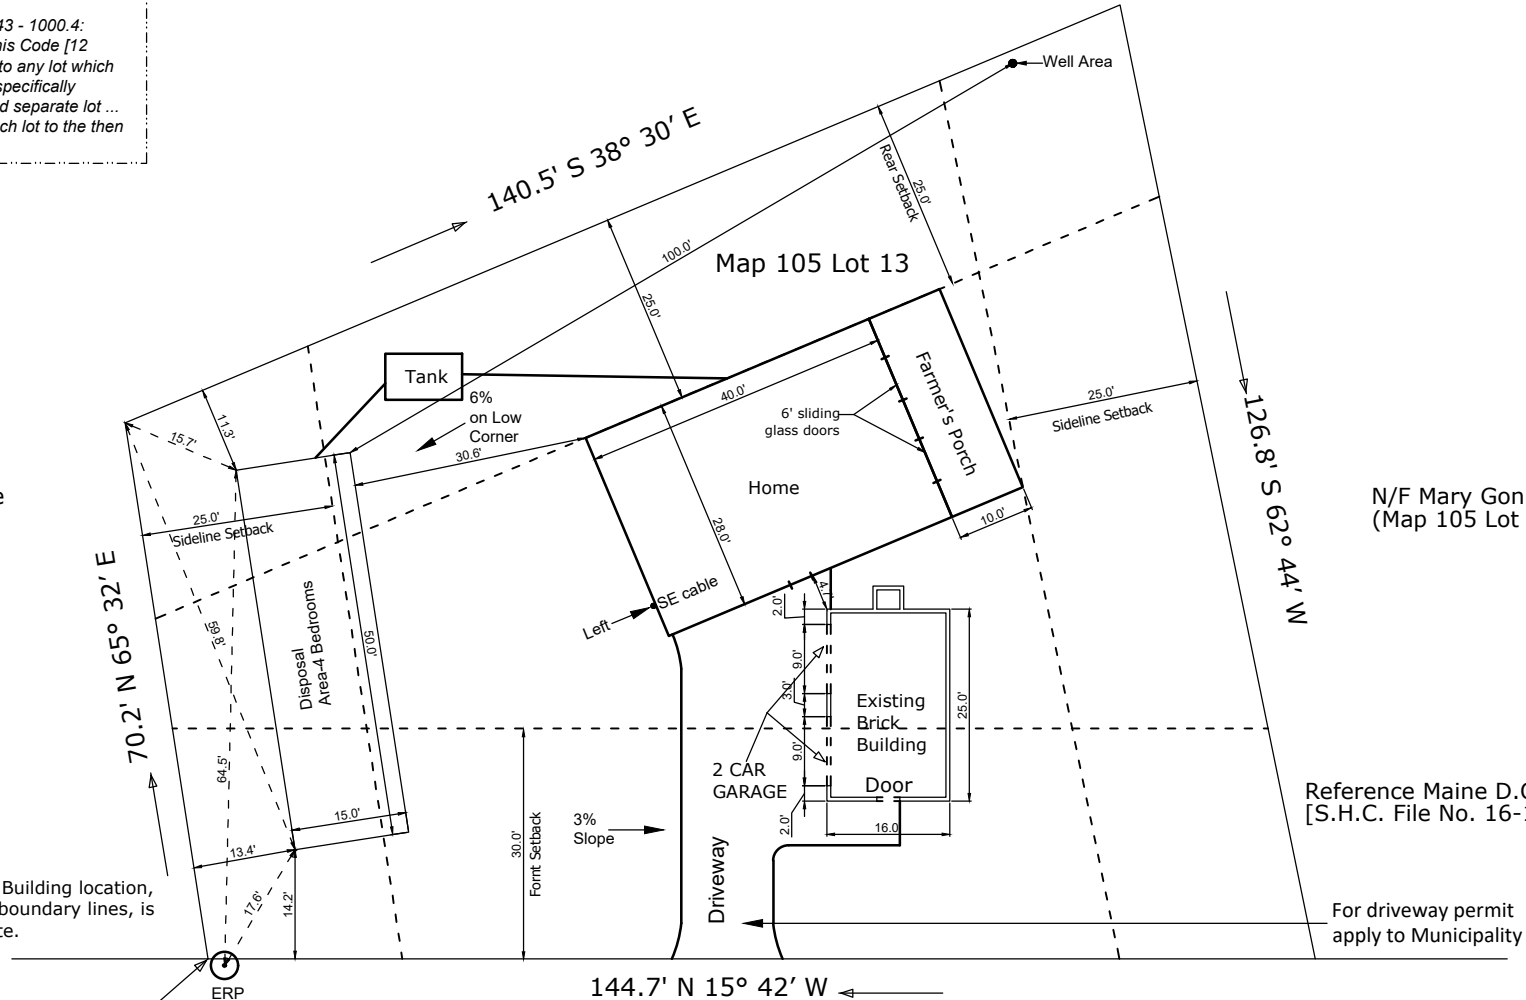 43 - 1000.4:
his Code [12
to any lot which
specifically
d separate lot ...
ch lot to the then
Well Area
140.5' S 38° 30' E
Rear Setback
25.0'
100.0'
Map 105 Lot 13
25.0'
Tank
6%
on Low
Corner
40.0'
6' sliding
glass doors
Farmer's Porch
25.0'
Sideline Setback
11.3'
15.7'
30.6'
126.8' S 62° 44' W
Home
e
N/F Mary Gon
(Map 105 Lot
25.0'
Sideline Setback
28.0'
10.0'
70.2' N 65° 32' E
59.8'
Disposal
Area-4 Bedrooms
50.0'
SE cable
Left
4.1'
2.0'
9.0'
3.0'
9.0'
2.0'
Existing
Brick
Building
25.0'
Door
2 CAR
GARAGE
16.0
64.5'
15.0'
3%
Slope
30.0'
Fornt Setback
Reference Maine D.O
[S.H.C. File No. 16-1
13.4'
17.6'
14.2'
Building location,
boundary lines, is
te.
Driveway
For driveway permit
apply to Municipality
ERP
144.7' N 15° 42' W